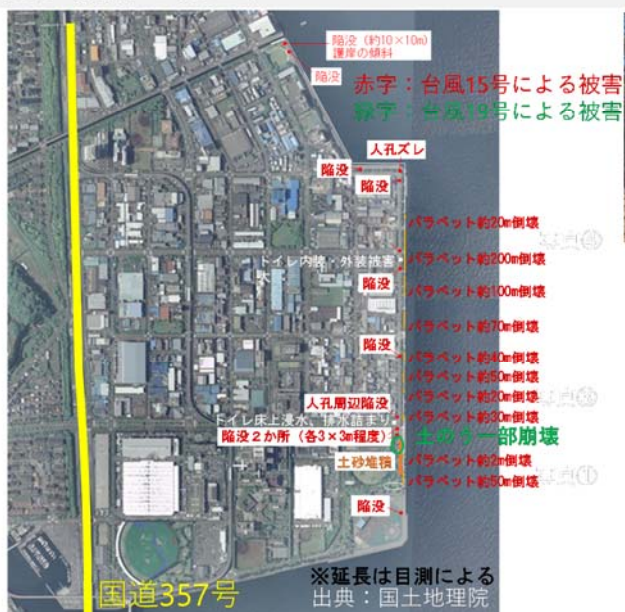 陥没（約10×10m）
護岸の傾斜
陥没
赤字：台風15号による被害
緑字：台風19号による被害
人孔ズレ
陥没
陥没
パラペット約20m倒壊
トイレ内装・外装被害
パラペット約200m倒壊
陥没
パラペット約100m倒壊
パラペット約70m倒壊
陥没
パラペット約40m倒壊
パラペット約50m倒壊
パラペット約20m倒壊
人孔周辺陥没
トイレ床上浸水 排水詰まり
パラペット約30m倒壊
陥没２か所（各3×3m程度）
土のう一部崩壊
土砂堆積
パラペット約2m倒壊
パラペット約50m倒壊
陥没
国道357号
※延長は目測による
出典：国土地理院